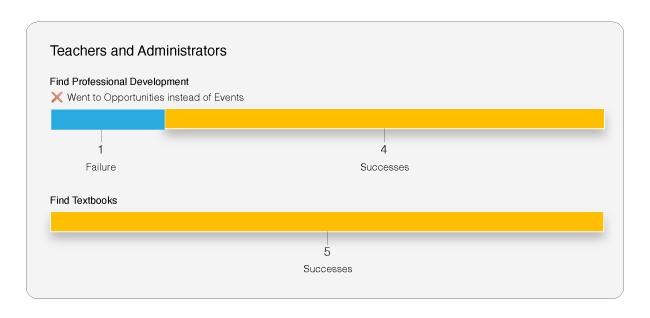 Teachers and Administrators
Find Professional Development
❌ Went to Opportunities instead of Events
1
Failure
4
Successes
Find Textbooks
5
Successes